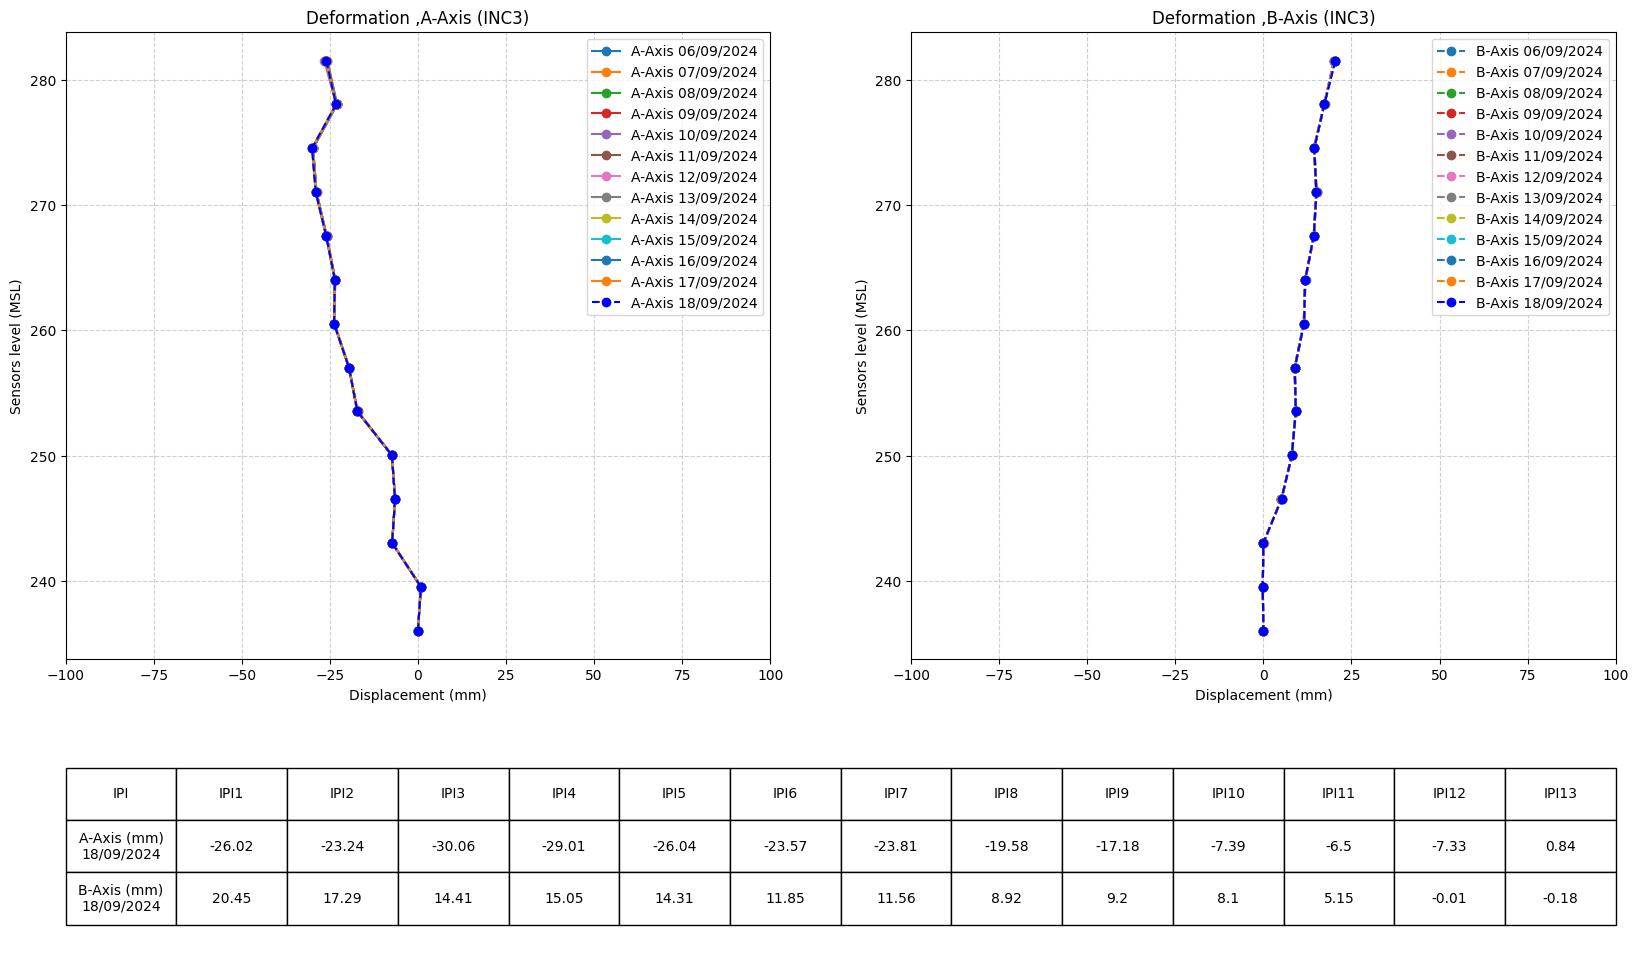 Deformation ,A-Axis (INC3)
Sensors level (MSL)
280
270
260
250
240
A-Axis 06/09/2024
A-Axis 07/09/2024
A-Axis 08/09/2024
A-Axis 09/09/2024
A-Axis 10/09/2024
A-Axis 11/09/2024
A-Axis 12/09/2024
A-Axis 13/09/2024
A-Axis 14/09/2024
A-Axis 15/09/2024
A-Axis 16/09/2024
A-Axis 17/09/2024
A-Axis 18/09/2024
−100 −75 −50 −25 0 25 50 75 100
Displacement (mm)
Deformation ,B-Axis (INC3)
Sensors level (MSL)
280
270
260
250
240
B-Axis 06/09/2024
B-Axis 07/09/2024
B-Axis 08/09/2024
B-Axis 09/09/2024
B-Axis 10/09/2024
B-Axis 11/09/2024
B-Axis 12/09/2024
B-Axis 13/09/2024
B-Axis 14/09/2024
B-Axis 15/09/2024
B-Axis 16/09/2024
B-Axis 17/09/2024
B-Axis 18/09/2024
−100 −75 −50 −25 0 25 50 75 100
Displacement (mm)
IPI IPI1 IPI2 IPI3 IPI4 IPI5 IPI6 IPI7 IPI8 IPI9 IPI10 IPI11 IPI12 IPI13
A-Axis (mm)
18/09/2024
-26.02 -23.24 -30.06 -29.01 -26.04 -23.57 -23.81 -19.58 -17.18 -7.39 -6.5 -7.33 0.84
B-Axis (mm)
18/09/2024
20.45 17.29 14.41 15.05 14.31 11.85 11.56 8.92 9.2 8.1 5.15 -0.01 -0.18